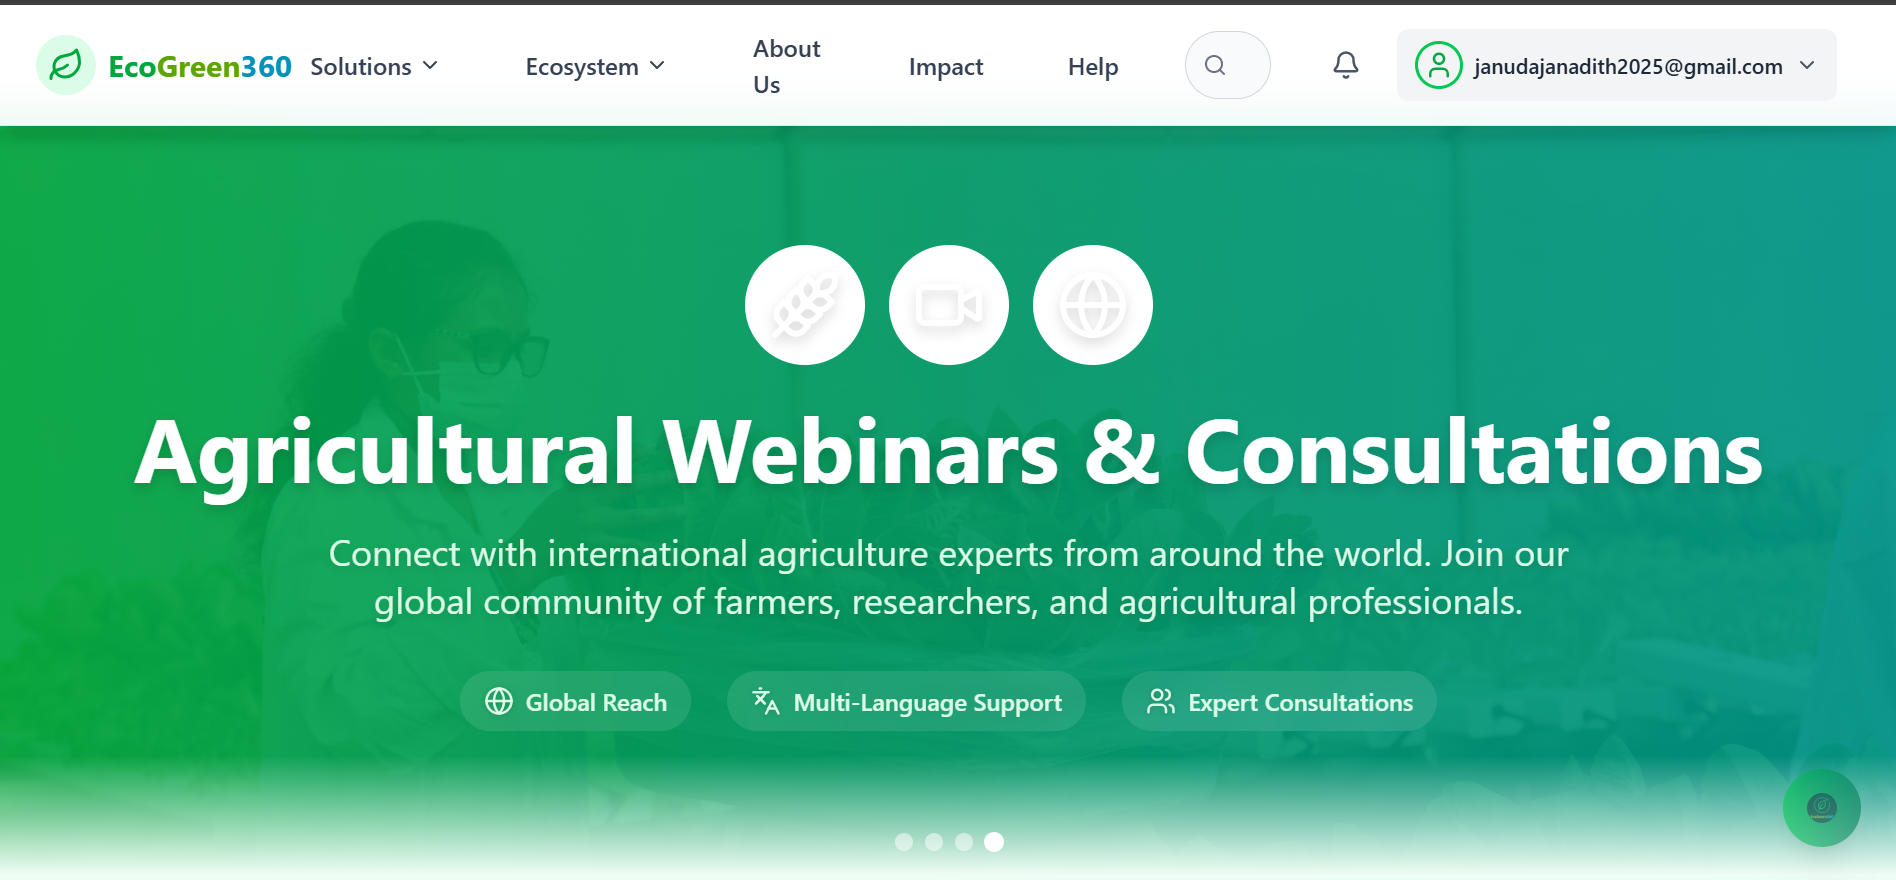 EcoGreen360
Solutions
Ecosystem
About
Us
Impact
Help
janudajanadith2025@gmail.com
Agricultural Webinars & Consultations
Connect with international agriculture experts from around the world. Join our
global community of farmers, researchers, and agricultural professionals.
Global Reach
Multi-Language Support
Expert Consultations